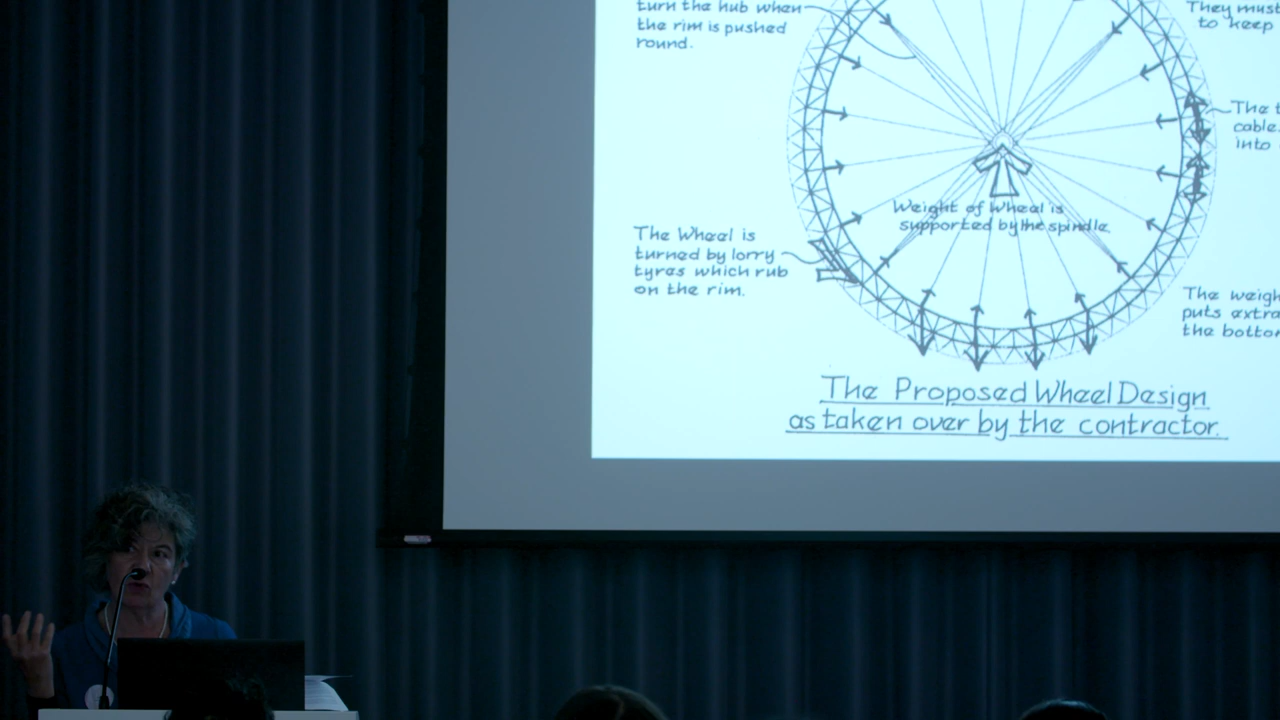 turn the hub when
the rim is pushed
round.
They must
to keep
The
cable
into
Weight of Wheel is
supported by the spindle.
The Wheel is
turned by lorry
tyres which rub
on the rim.
The weigh
puts extra
the bottom
The Proposed Wheel Design
as taken over by the contractor.